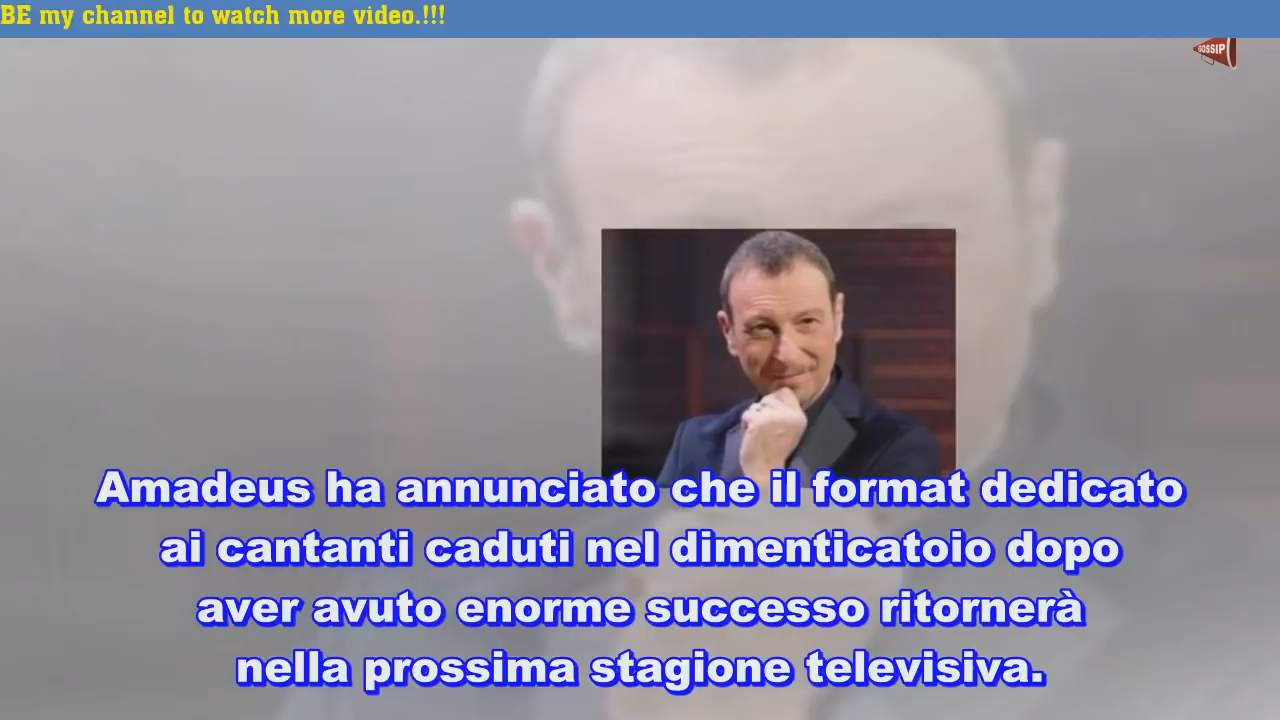 BE my channel to watch more video.!!!
GOSSIP
Amadeus ha annunciato che il format dedicato
ai cantanti caduti nel dimenticatoio dopo
aver avuto enorme successo ritornerà
nella prossima stagione televisiva.